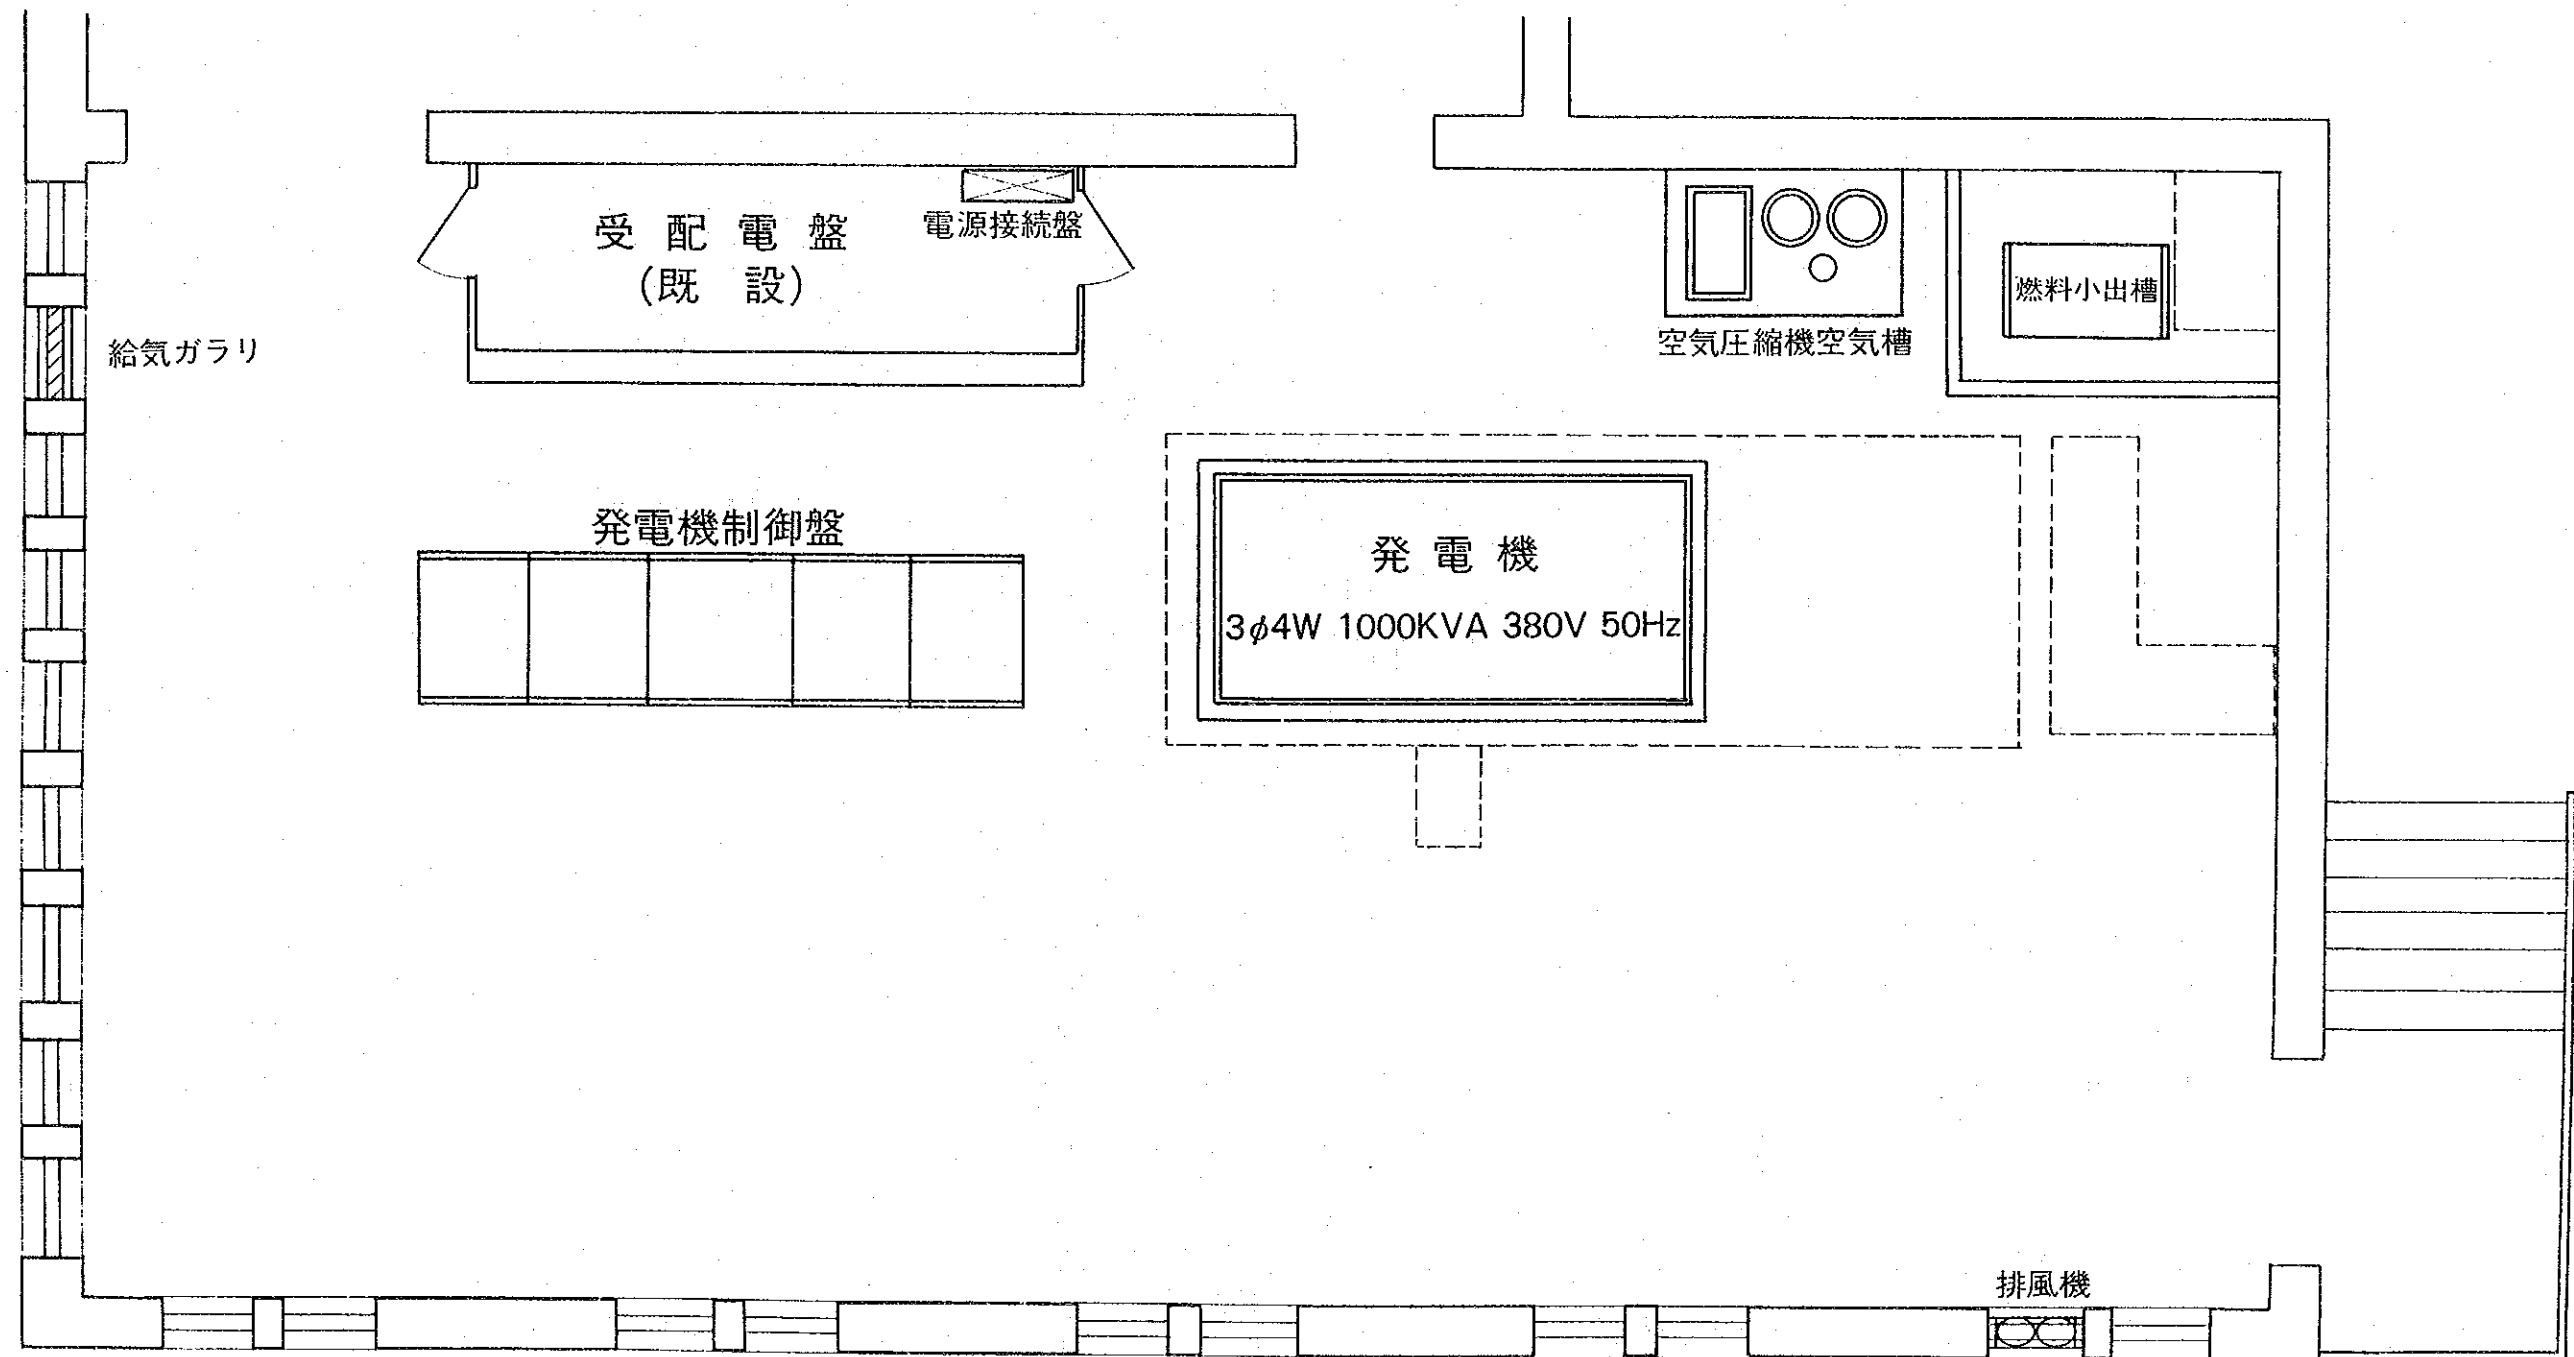 受配電盤
(既設)
電源接続盤
空気圧縮機空気槽
燃料小出槽
給気ガラリ
発電機制御盤
発電機
3φ4W 1000KVA 380V 50Hz
排風機